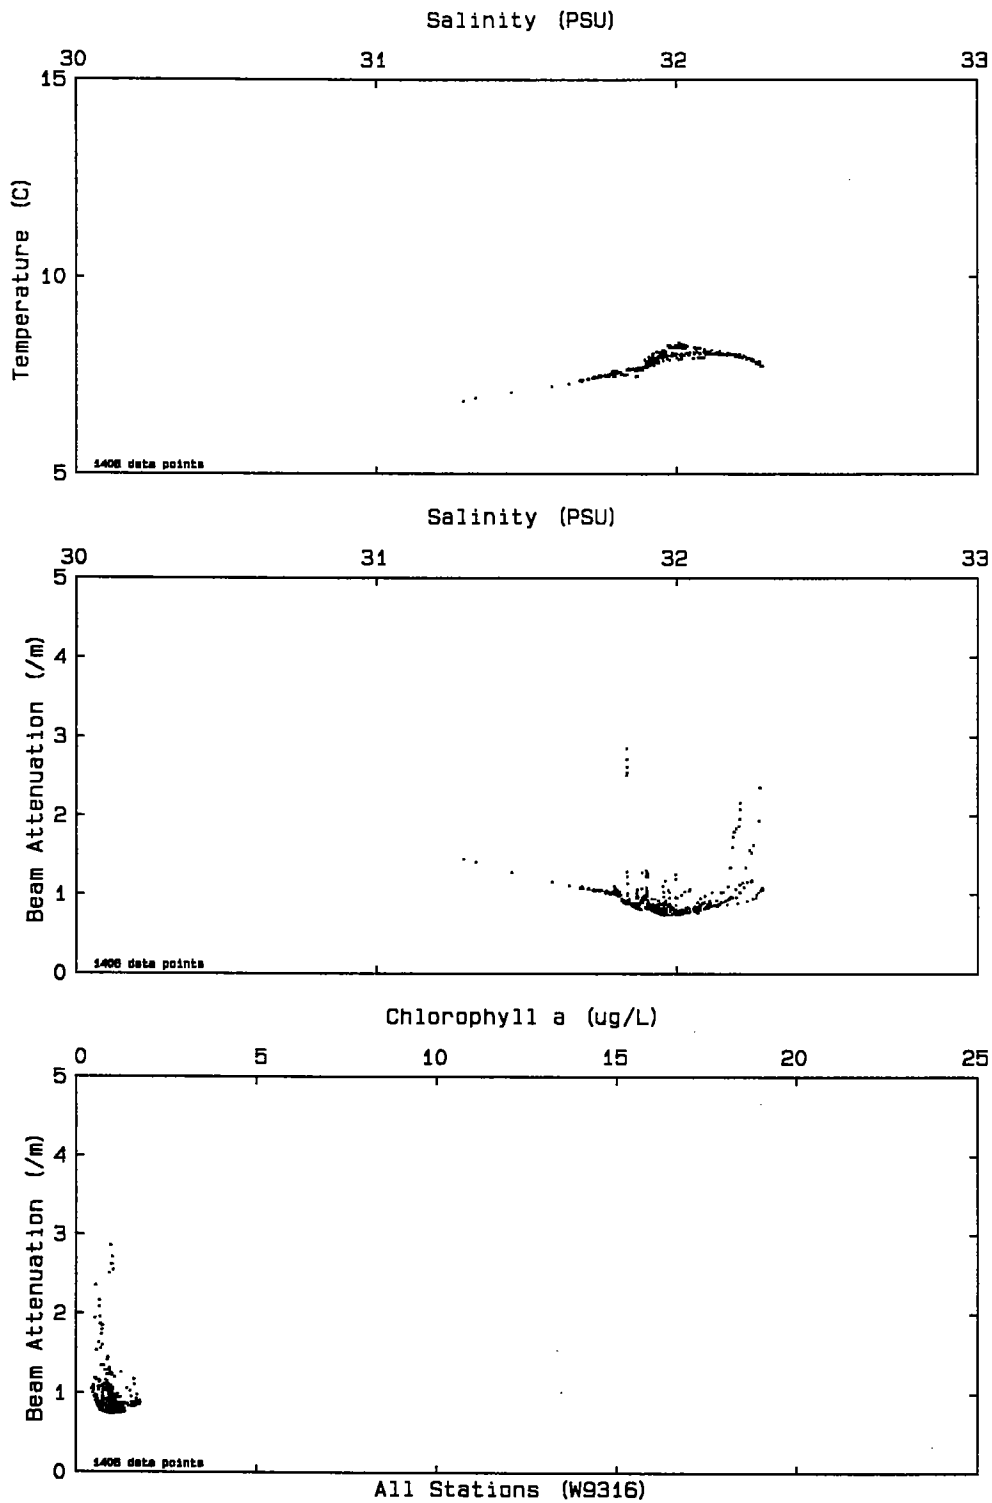 Salinity (PSU)
30 31 32 33
15
10
5
Temperature (C)
data points
Salinity (PSU)
30 31 32 33
5
4
3
2
1
0
Beam Attenuation (/m)
data points
Chlorophyll a (ug/L)
0 5 10 15 20 25
5
4
3
2
1
0
Beam Attenuation (/m)
data points
All Stations (W9316)